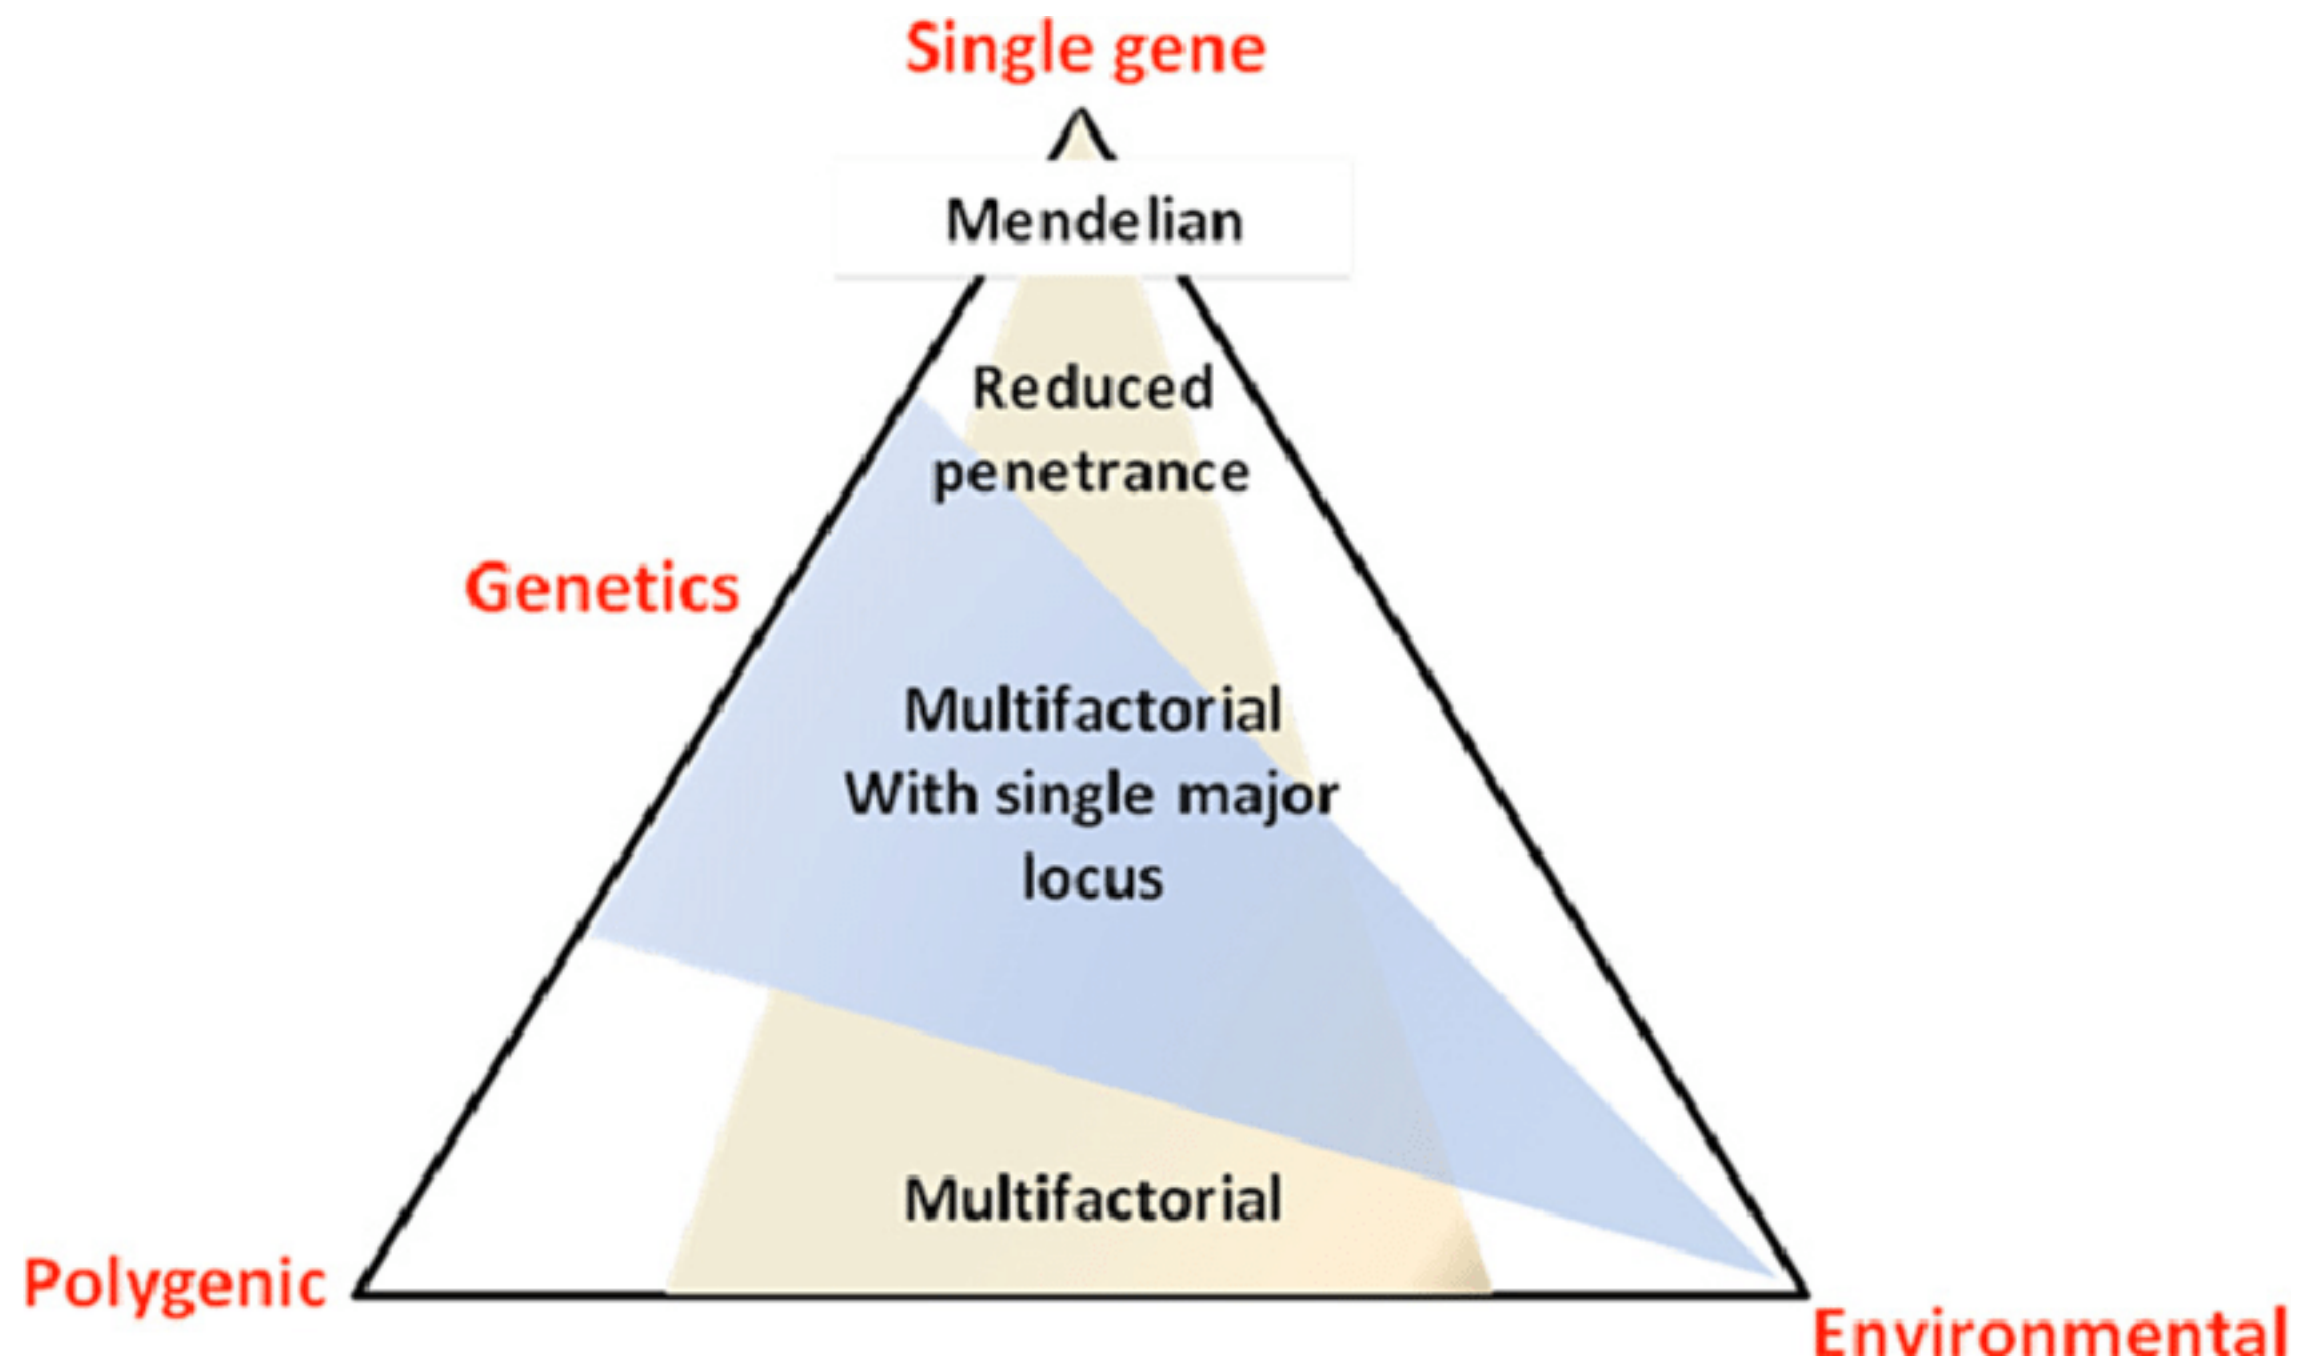 Single gene
Mendelian
Reduced
penetrance
Genetics
Multifactorial
With single major
locus
Multifactorial
Polygenic
Environmental